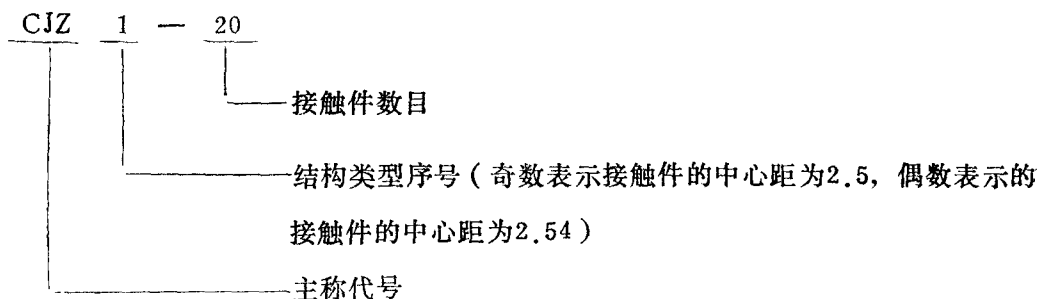 CJZ 1 — 20
接触件数目
结构类型序号（奇数表示接触件的中心距为2.5，偶数表示的
接触件的中心距为2.54）
主称代号